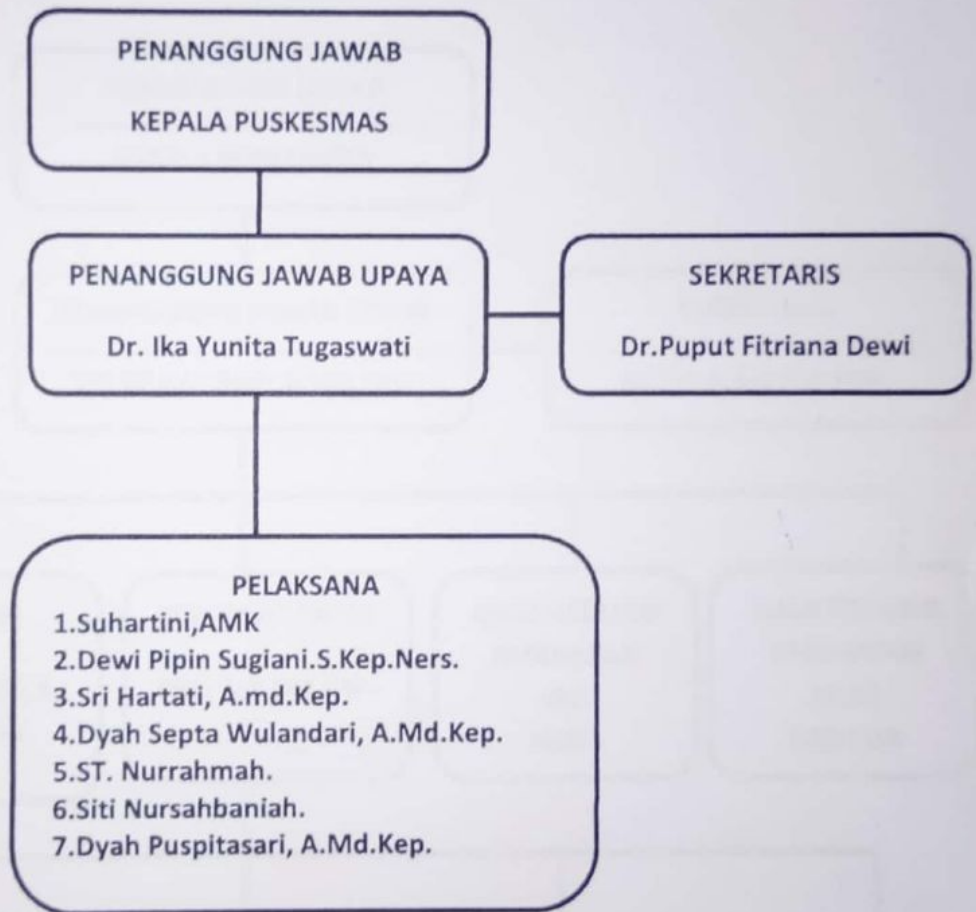 PENANGGUNG JAWAB
KEPALA PUSKESMAS
PENANGGUNG JAWAB UPAYA
Dr. Ika Yunita Tugaswati
SEKRETARIS
Dr.Puput Fitriana Dewi
PELAKSANA
1.Suhartini,AMK
2.Dewi Pipin Sugiani.S.Kep.Ners.
3.Sri Hartati, A.md.Kep.
4.Dyah Septa Wulandari, A.Md.Kep.
5.ST. Nurrahmah.
6.Siti Nursahbaniah.
7.Dyah Puspitasari, A.Md.Kep.